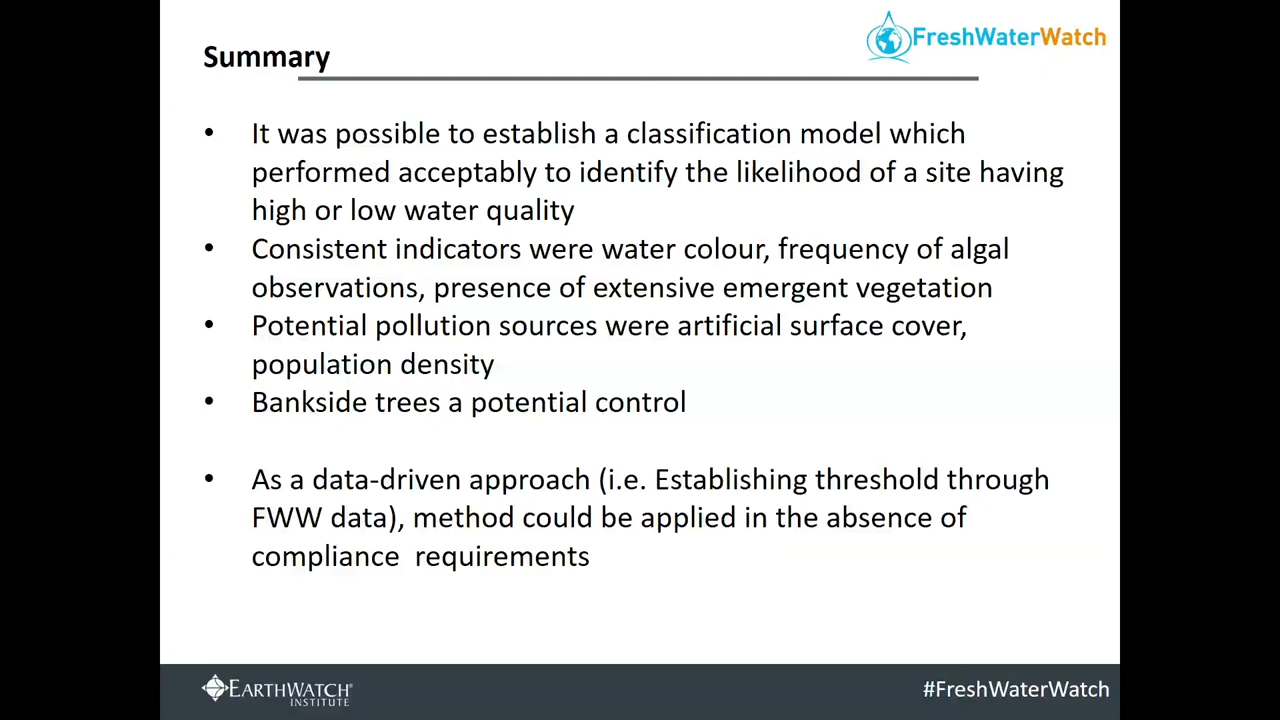 FreshWaterWatch
Summary
• It was possible to establish a classification model which
performed acceptably to identify the likelihood of a site having
high or low water quality
• Consistent indicators were water colour, frequency of algal
observations, presence of extensive emergent vegetation
• Potential pollution sources were artificial surface cover,
population density
• Bankside trees a potential control
• As a data-driven approach (i.e. Establishing threshold through
FWW data), method could be applied in the absence of
compliance  requirements
EARTHWATCH®
INSTITUTE
#FreshWaterWatch